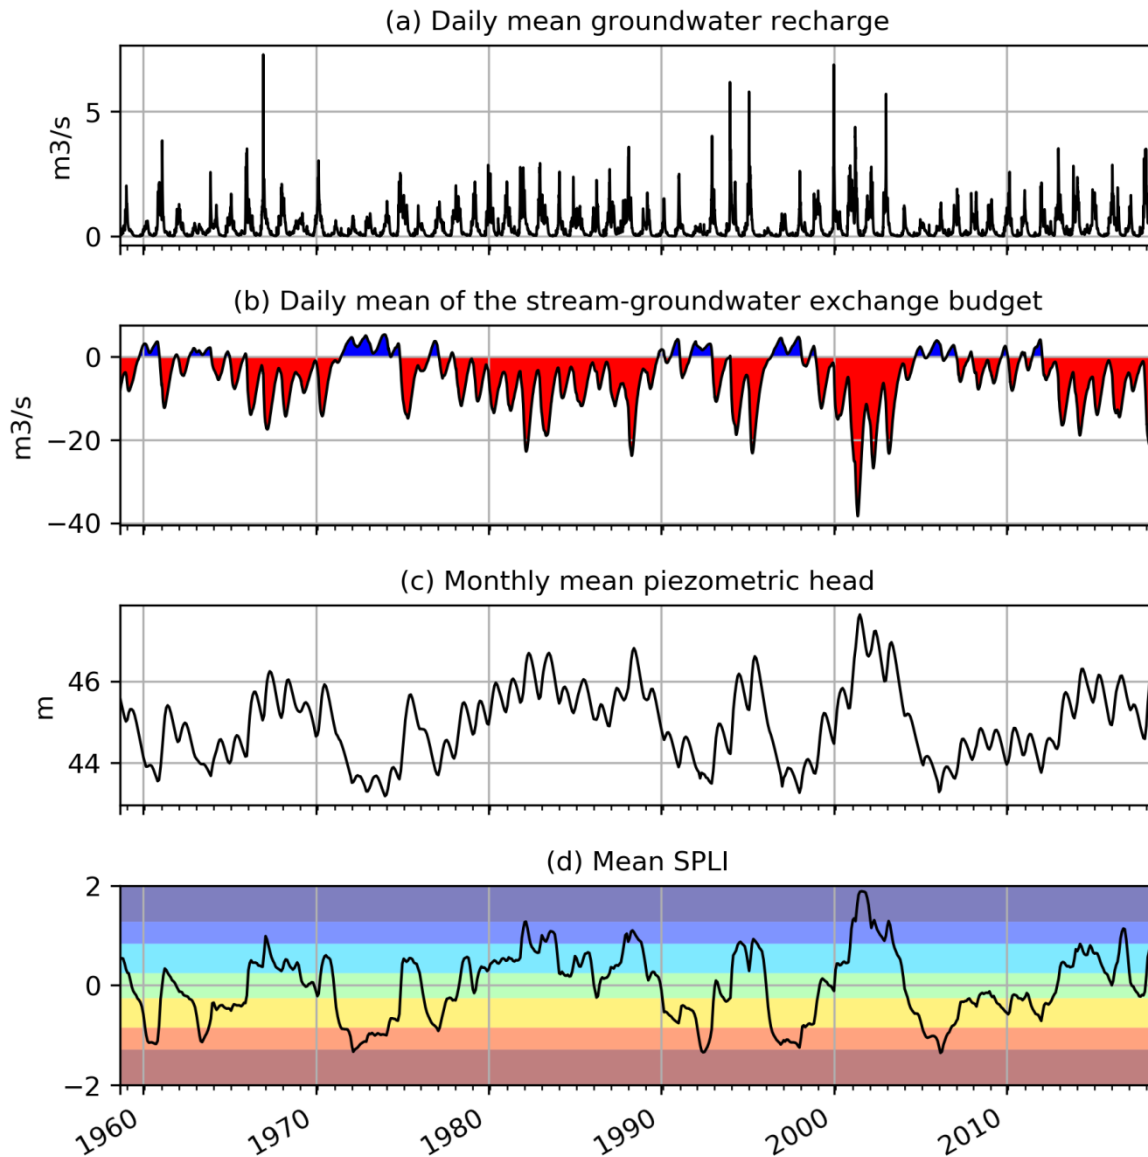 (a) Daily mean groundwater recharge
5
0
m3/s
(b) Daily mean of the stream-groundwater exchange budget
0
−20
−40
m3/s
(c) Monthly mean piezometric head
46
44
m
(d) Mean SPLI
2
0
−2
1960 1970 1980 1990 2000 2010